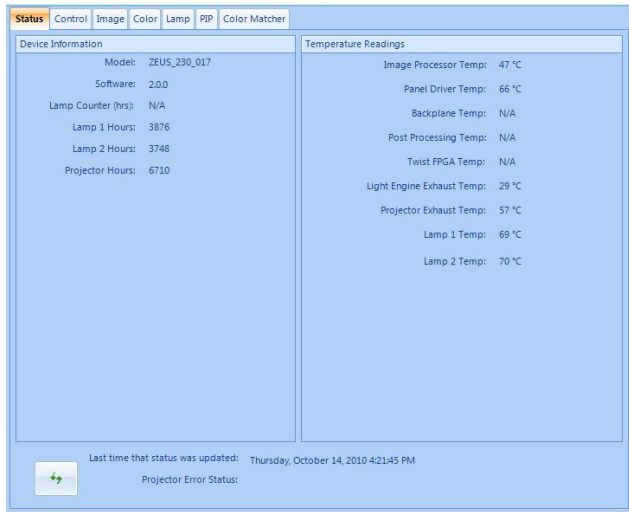 Status Control Image Color Lamp PIP Color Matcher
Device Information
Model: ZEUS_230_017
Software: 2.0.0
Lamp Counter (hrs): N/A
Lamp 1 Hours: 3876
Lamp 2 Hours: 3748
Projector Hours: 6710
Temperature Readings
Image Processor Temp: 47 °C
Panel Driver Temp: 66 °C
Backplane Temp: N/A
Post Processing Temp: N/A
Twist FPGA Temp: N/A
Light Engine Exhaust Temp: 29 °C
Projector Exhaust Temp: 57 °C
Lamp 1 Temp: 69 °C
Lamp 2 Temp: 70 °C
Last time that status was updated: Thursday, October 14, 2010 4:21:45 PM
Projector Error Status: